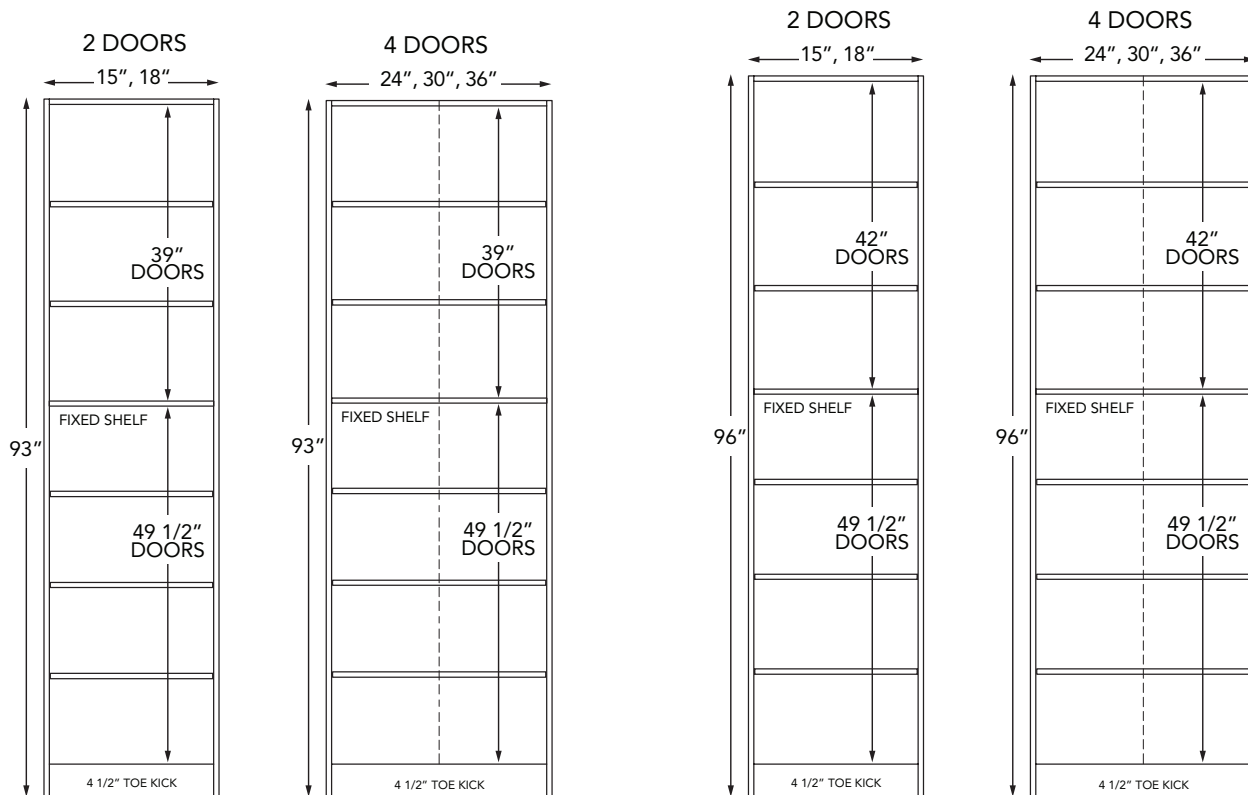 2 DOORS
15", 18"
39"
DOORS
FIXED SHELF
93"
49 1/2"
DOORS
4 1/2" TOE KICK
4 DOORS
24", 30", 36"
39"
DOORS
FIXED SHELF
93"
49 1/2"
DOORS
4 1/2" TOE KICK
2 DOORS
15", 18"
42"
DOORS
FIXED SHELF
96"
49 1/2"
DOORS
4 1/2" TOE KICK
4 DOORS
24", 30", 36"
42"
DOORS
FIXED SHELF
96"
49 1/2"
DOORS
4 1/2" TOE KICK